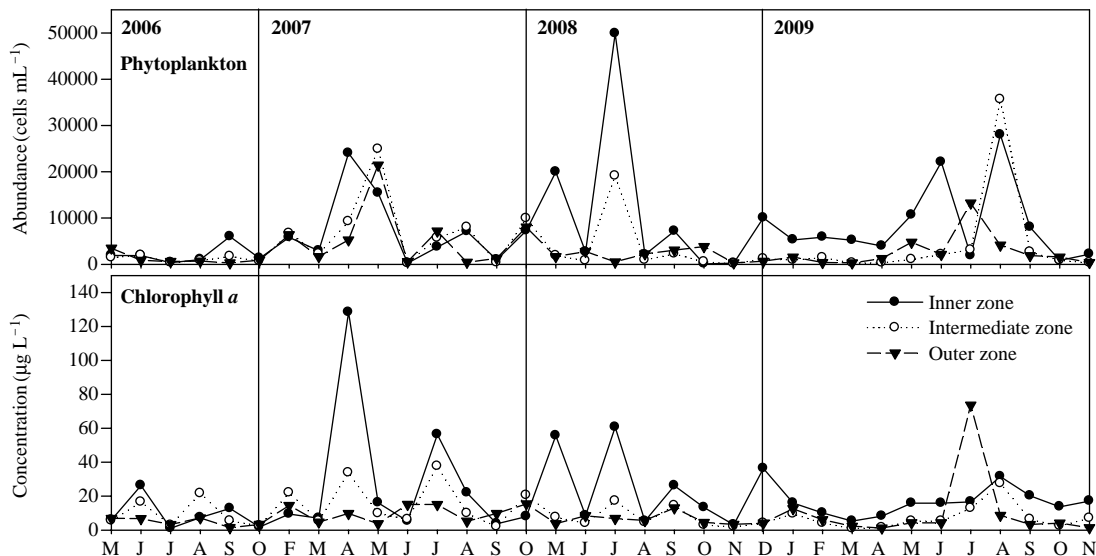 2006 2007 2008 2009
Phytoplankton
Abundance (cells mL⁻¹)
50000
40000
30000
20000
10000
0
Chlorophyll a
Concentration (µg L⁻¹)
140
120
100
80
60
40
20
0
Inner zone
Intermediate zone
Outer zone
M J J A S O N F M A M J J A S O M J J A S O N D J F M A M J J A S O N